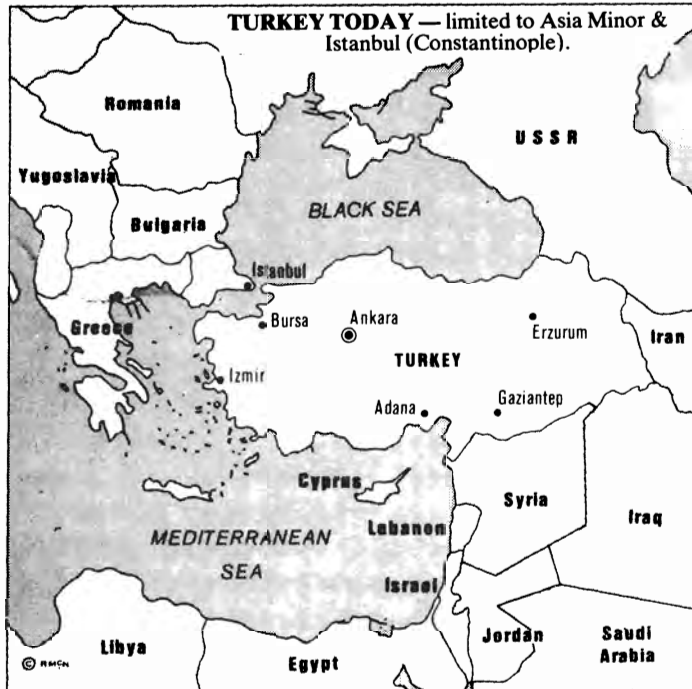 TURKEY TODAY — limited to Asia Minor &
Istanbul (Constantinople).
Romania
USSR
Yugoslavia
BLACK SEA
Bulgaria
Istanbul
Bursa
Ankara
Erzurum
Iran
Greece
TURKEY
Izmir
Adana
Gaziantep
Cyprus
Syria
Iraq
Lebanon
MEDITERRANEAN
SEA
Israel
Jordan
Saudi
Arabia
Libya
Egypt
© RMCN